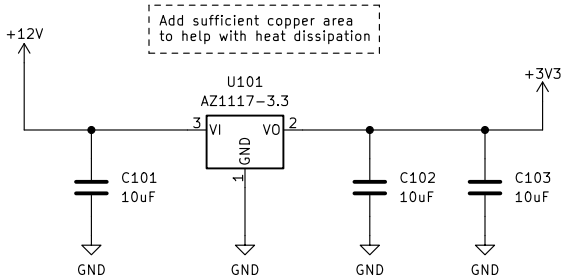 Add sufficient copper area
to help with heat dissipation
+12V
+3V3
U101
AZ1117-3.3
3 VI VO 2
GND
1
C101
10uF
C102
10uF
C103
10uF
GND
GND
GND
GND